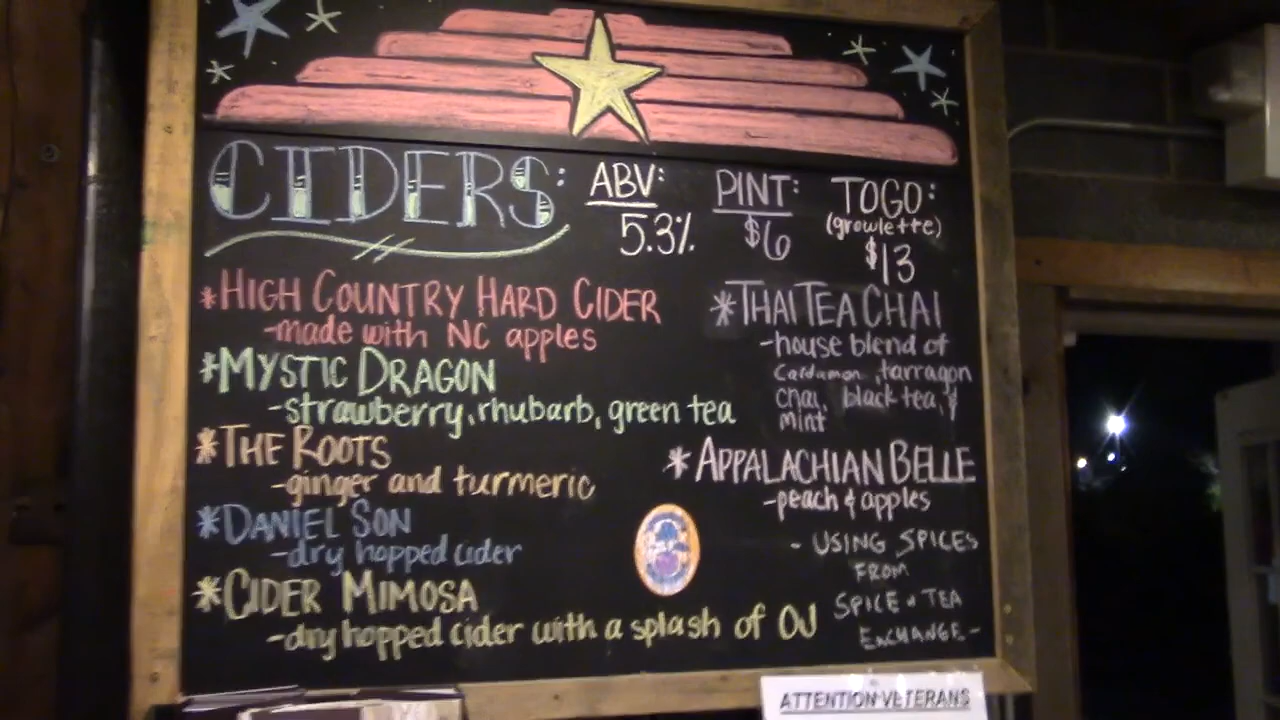 CIDERS: ABV: PINT: TOGO:
(growlette)
5.3% $6 $13
*HIGH COUNTRY HARD CIDER
-made with NC apples
*MYSTIC DRAGON
-strawberry, rhubarb, green tea
*THE ROOTS
-ginger and turmeric
*DANIEL SON
-dry hopped cider
*CIDER MIMOSA
-dry hopped cider with a splash of OJ
*THAI TEA CHAI
-house blend of
Cardamon, tarragon
chai, black tea, &
mint
*APPALACHIAN BELLE
-peach & apples
- USING SPICES
FROM
SPICE & TEA
EXCHANGE -
ATTENTION VETERANS